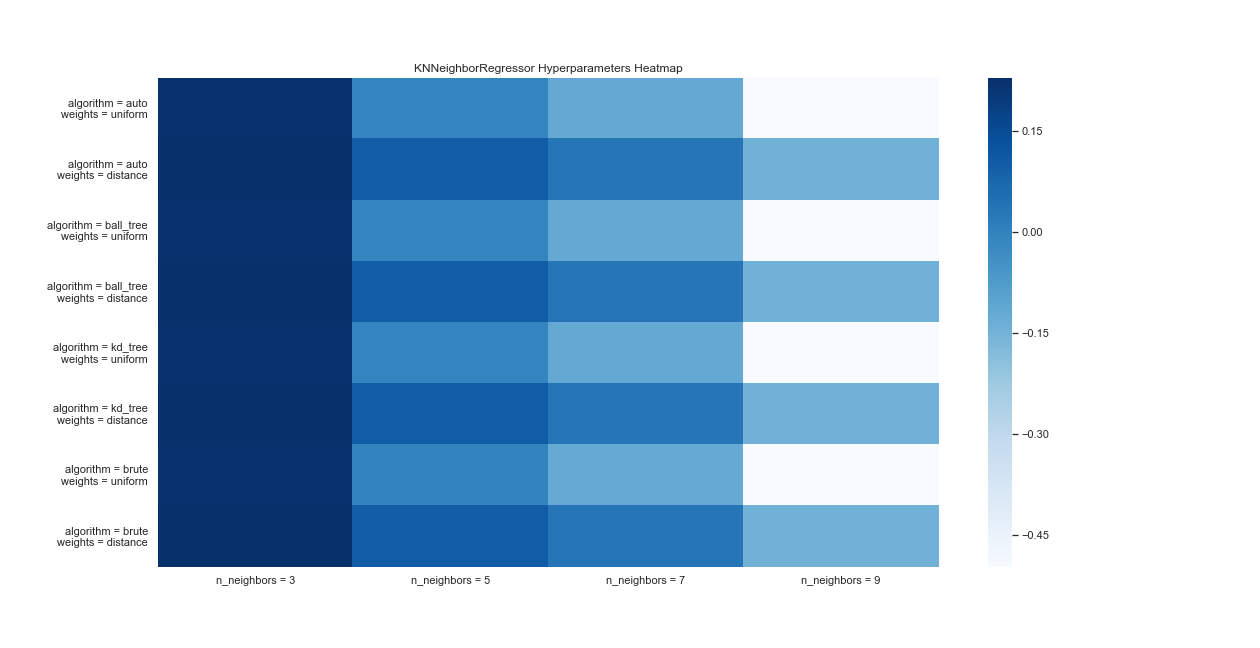 KNNeighborRegressor Hyperparameters Heatmap
algorithm = auto
weights = uniform
algorithm = auto
weights = distance
algorithm = ball_tree
weights = uniform
algorithm = ball_tree
weights = distance
algorithm = kd_tree
weights = uniform
algorithm = kd_tree
weights = distance
algorithm = brute
weights = uniform
algorithm = brute
weights = distance
n_neighbors = 3
n_neighbors = 5
n_neighbors = 7
n_neighbors = 9
0.15
0.00
−0.15
−0.30
−0.45